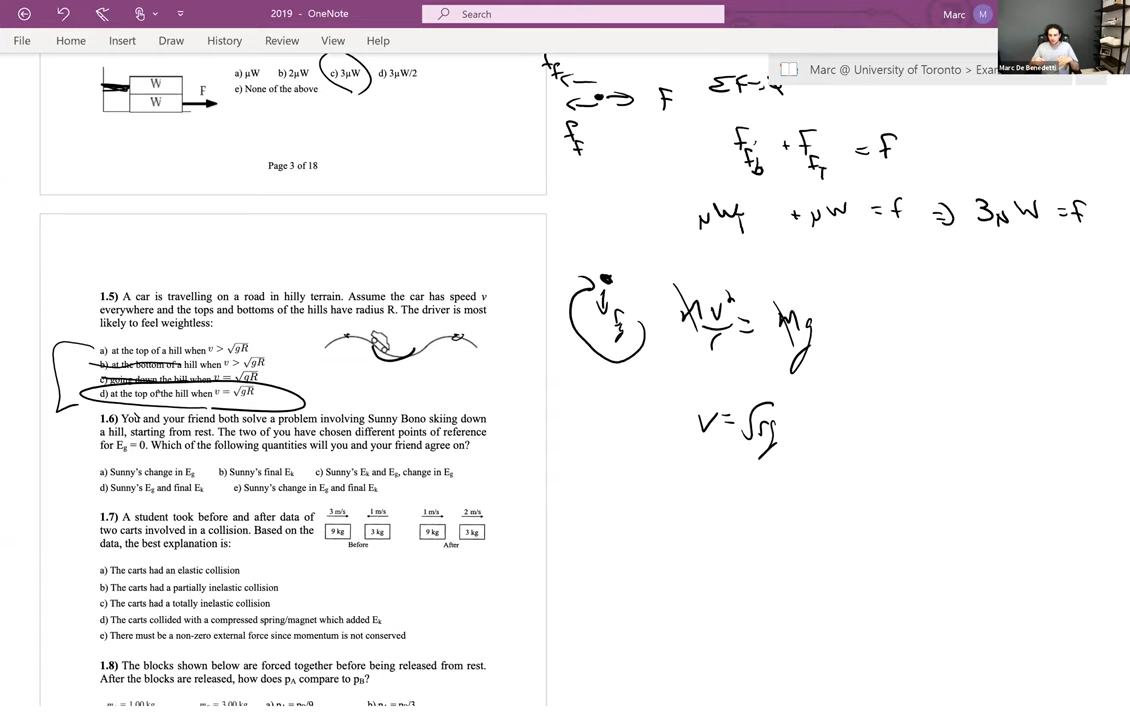 2019 - OneNote
Search
Marc
M
File Home Insert Draw History Review View Help
Marc De Benedetti
Marc @ University of Toronto > Exa
W
W
F
a) μW b) 2μW c) 3μW d) 3μW/2
e) None of the above
Page 3 of 18
1.5) A car is travelling on a road in hilly terrain. Assume the car has speed v
everywhere and the tops and bottoms of the hills have radius R. The driver is most
likely to feel weightless:
a) at the top of a hill when v > √gR
b) at the bottom of a hill when v > √gR
c) going down the hill when v = √gR
d) at the top of the hill when v = √gR
1.6) You and your friend both solve a problem involving Sunny Bono skiing down
a hill, starting from rest. The two of you have chosen different points of reference
for Eg = 0. Which of the following quantities will you and your friend agree on?
a) Sunny's change in Eg b) Sunny's final Ek c) Sunny's Ek and Eg, change in Eg
d) Sunny's Eg and final Ek e) Sunny's change in Eg and final Ek
1.7) A student took before and after data of
two carts involved in a collision. Based on the
data, the best explanation is:
3 m/s 1 m/s 1 m/s 2 m/s
9 kg 3 kg 9 kg 3 kg
Before After
a) The carts had an elastic collision
b) The carts had a partially inelastic collision
c) The carts had a totally inelastic collision
d) The carts collided with a compressed spring/magnet which added Ek
e) There must be a non-zero external force since momentum is not conserved
1.8) The blocks shown below are forced together before being released from rest.
After the blocks are released, how does pA compare to pB?
Ff
F
Ff
Ffb + FfT = F
+ μW = F => 3μW = F
Fg
mv²/r = mg
v = √rg